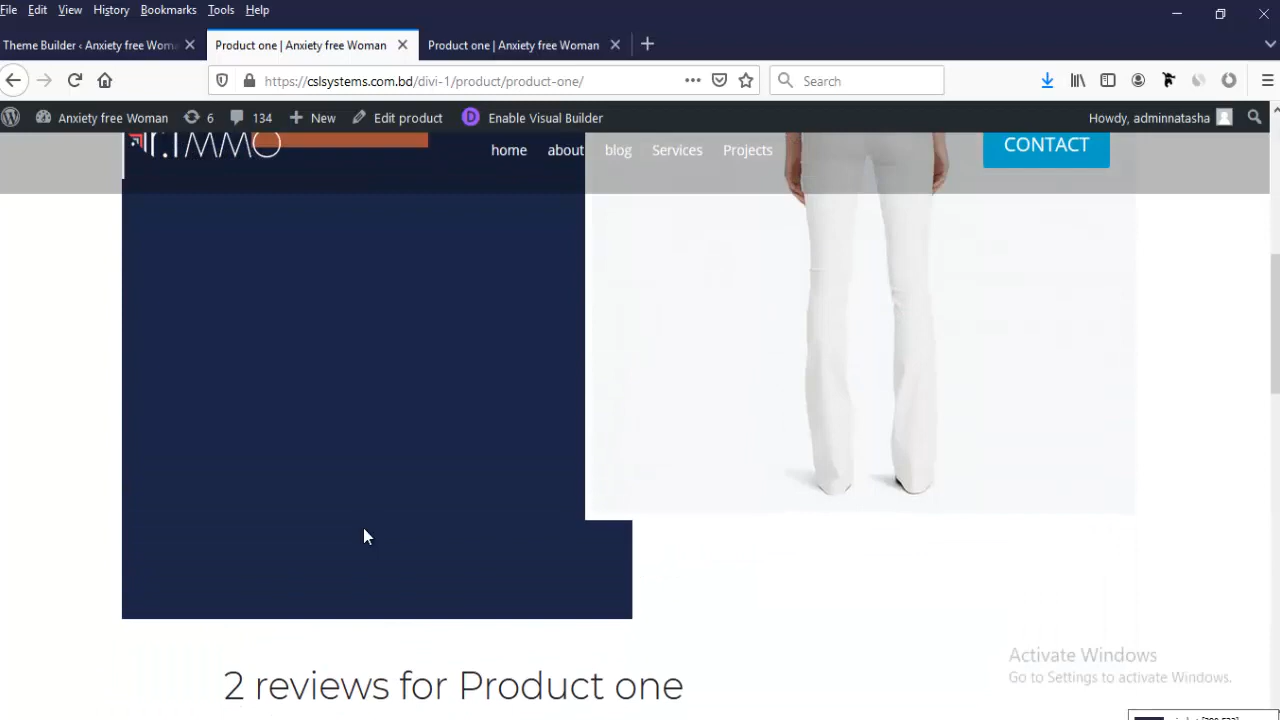 File Edit View History Bookmarks Tools Help
Theme Builder ‹ Anxiety free Wom
Product one | Anxiety free Woman
Product one | Anxiety free Woman
https://cslsystems.com.bd/divi-1/product/product-one/
Search
Anxiety free Woman 6 134 New Edit product D Enable Visual Builder Howdy, adminnatasha
home about blog Services Projects CONTACT
2 reviews for Product one
Activate Windows
Go to Settings to activate Windows.